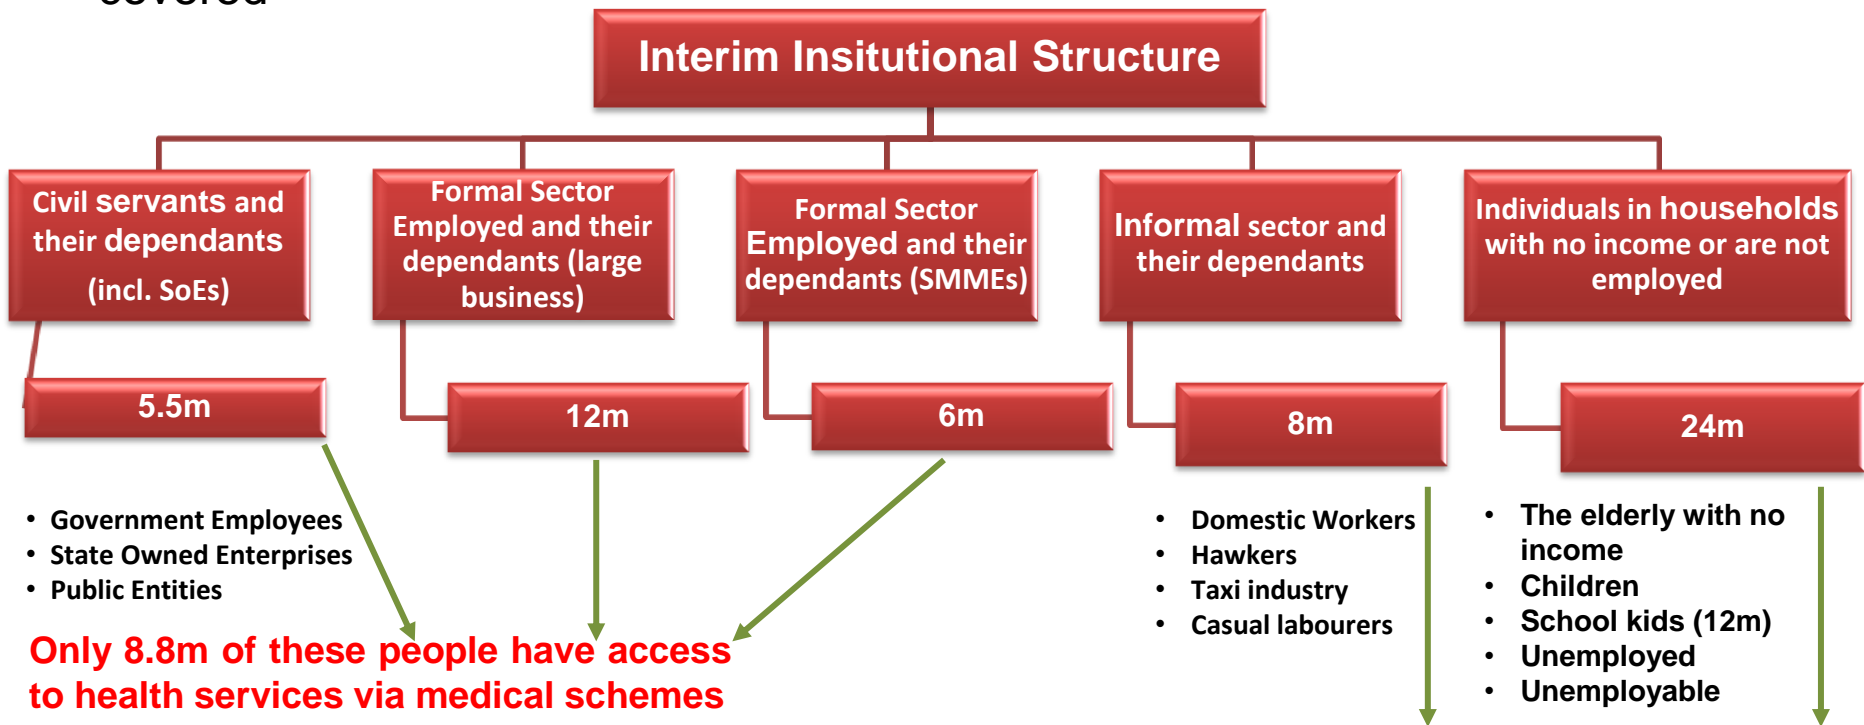 covered
Interim Insitutional Structure
Civil servants and
their dependants
(incl. SoEs)
Formal Sector
Employed and their
dependants (large
business)
Formal Sector
Employed and their
dependants (SMMEs)
Informal sector and
their dependants
Individuals in households
with no income or are not
employed
5.5m
12m
6m
8m
24m
• Government Employees
• State Owned Enterprises
• Public Entities
• Domestic Workers
• Hawkers
• Taxi industry
• Casual labourers
• The elderly with no
income
• Children
• School kids (12m)
• Unemployed
• Unemployable
Only 8.8m of these people have access
to health services via medical schemes